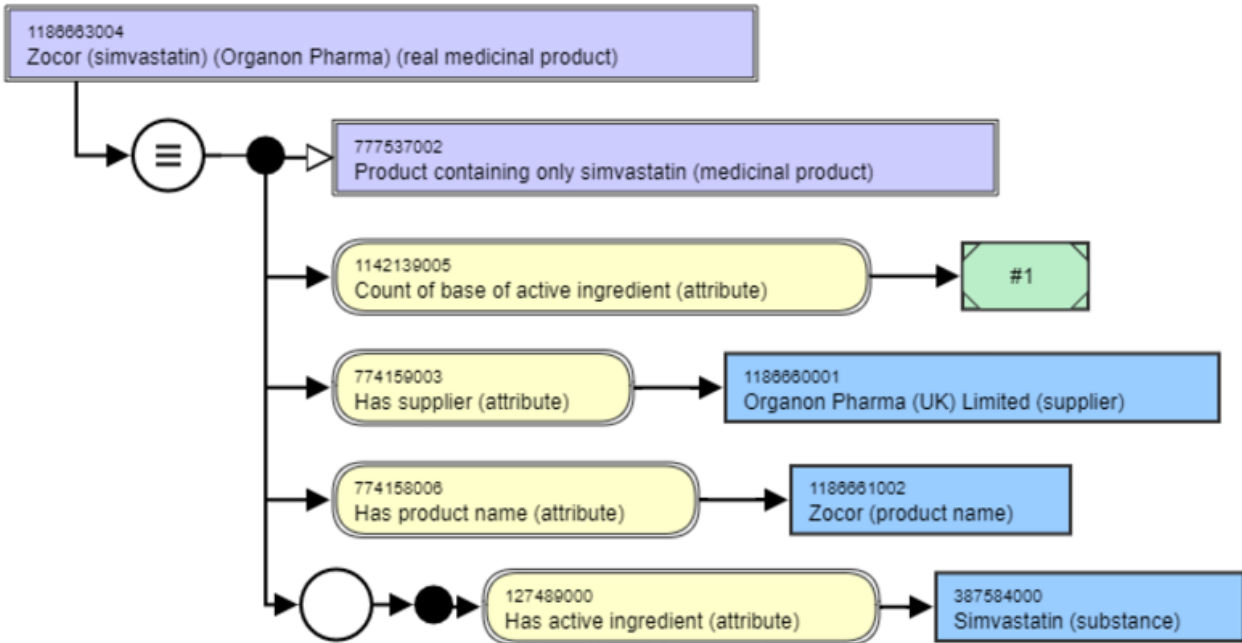 1186663004
Zocor (simvastatin) (Organon Pharma) (real medicinal product)
777537002
Product containing only simvastatin (medicinal product)
1142139005
Count of base of active ingredient (attribute)
#1
774159003
Has supplier (attribute)
1186660001
Organon Pharma (UK) Limited (supplier)
774158006
Has product name (attribute)
1186661002
Zocor (product name)
127489000
Has active ingredient (attribute)
387584000
Simvastatin (substance)